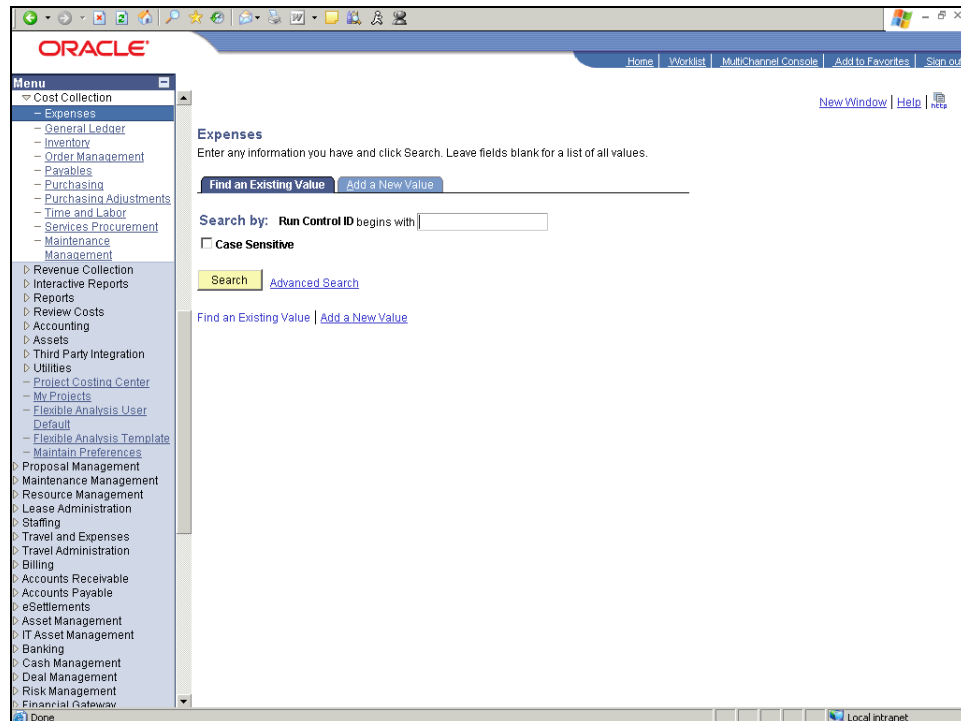 ORACLE
Home | Worklist | MultiChannel Console | Add to Favorites | Sign out
Menu
Cost Collection
– Expenses
– General Ledger
– Inventory
– Order Management
– Payables
– Purchasing
– Purchasing Adjustments
– Time and Labor
– Services Procurement
– Maintenance
Management
Revenue Collection
Interactive Reports
Reports
Review Costs
Accounting
Assets
Third Party Integration
Utilities
– Project Costing Center
– My Projects
– Flexible Analysis User
Default
– Flexible Analysis Template
– Maintain Preferences
Proposal Management
Maintenance Management
Resource Management
Lease Administration
Staffing
Travel and Expenses
Travel Administration
Billing
Accounts Receivable
Accounts Payable
eSettlements
Asset Management
IT Asset Management
Banking
Cash Management
Deal Management
Risk Management
Financial Gateway
New Window | Help | http
Expenses
Enter any information you have and click Search. Leave fields blank for a list of all values.
Find an Existing Value
Add a New Value
Search by: Run Control ID begins with
Case Sensitive
Search
Advanced Search
Find an Existing Value | Add a New Value
Done
Local intranet